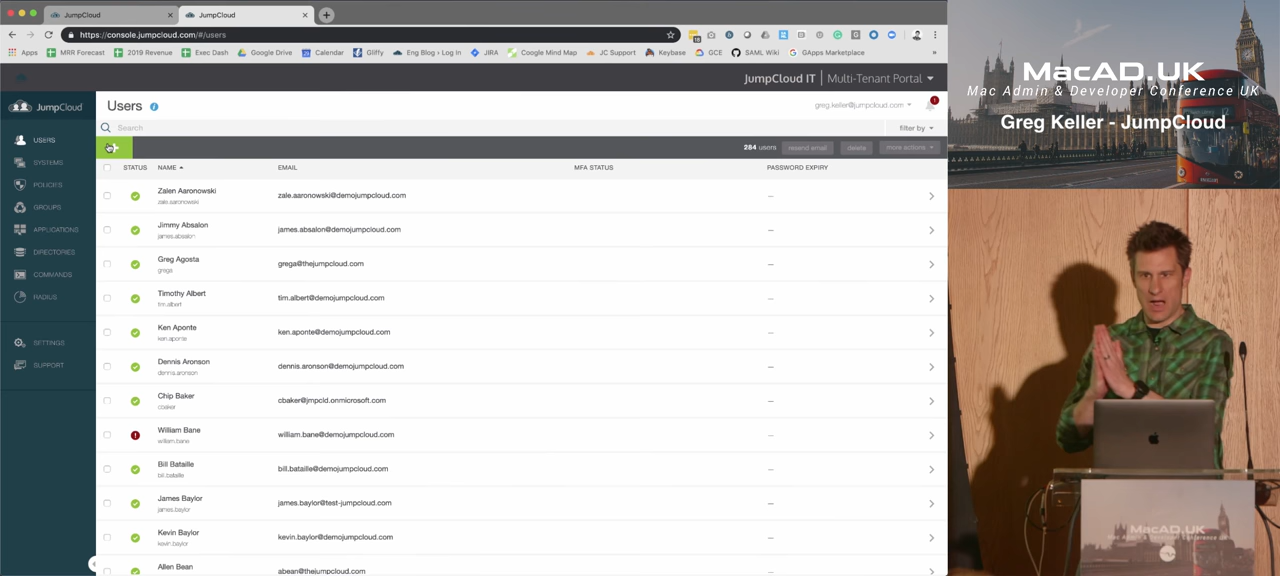 JumpCloud
JumpCloud
https://console.jumpcloud.com/#/users
Apps
MRR Forecast
2019 Revenue
Exec Dash
Google Drive
Calendar
Gliffy
Eng Blog › Log In
JIRA
Google Mind Map
JC Support
Keybase
GCE
SAML Wiki
GApps Marketplace
JumpCloud IT | Multi-Tenant Portal
JumpCloud
Users
greg.keller@jumpcloud.com
Search
filter by
284 users
resend email
delete
more actions
USERS
SYSTEMS
POLICIES
GROUPS
APPLICATIONS
DIRECTORIES
COMMANDS
RADIUS
SETTINGS
SUPPORT
STATUS NAME EMAIL MFA STATUS PASSWORD EXPIRY
Zalen Aaronowski zale.aaronowski@demojumpcloud.com —
zale.aaronowski
Jimmy Absalon james.absalon@demojumpcloud.com —
james.absalon
Greg Agosta grega@thejumpcloud.com —
grega
Timothy Albert tim.albert@demojumpcloud.com —
tim.albert
Ken Aponte ken.aponte@demojumpcloud.com —
ken.aponte
Dennis Aronson dennis.aronson@demojumpcloud.com —
dennis.aronson
Chip Baker cbaker@jmpcld.onmicrosoft.com —
cbaker
William Bane william.bane@demojumpcloud.com —
william.bane
Bill Bataille bill.bataille@demojumpcloud.com —
bill.bataille
James Baylor james.baylor@test-jumpcloud.com —
james.baylor
Kevin Baylor kevin.baylor@demojumpcloud.com —
kevin.baylor
Allen Bean abean@thejumpcloud.com —
MacAD.UK
Mac Admin & Developer Conference UK
Greg Keller - JumpCloud
MacAD.UK
Mac Admin & Developer Conference UK